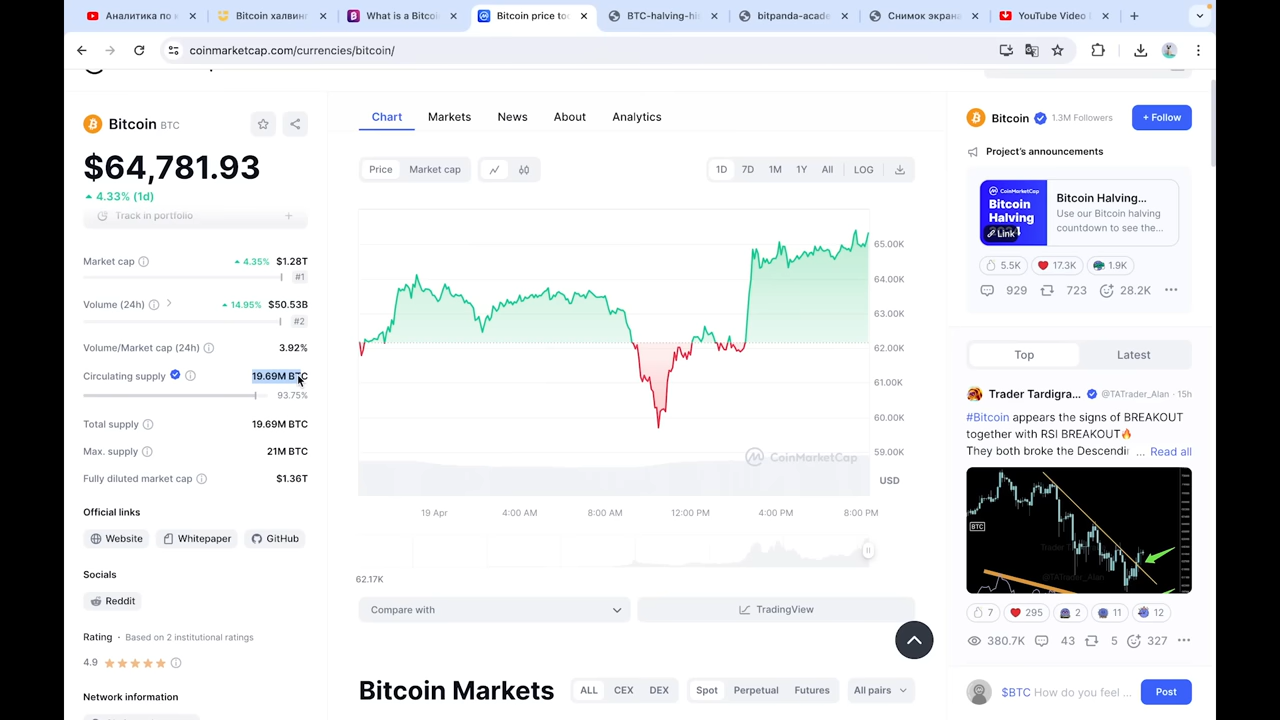 Аналитика по к
Bitcoin халвин
What is a Bitcoi
Bitcoin price to
BTC-halving-hi
bitpanda-acade
Снимок экрана
YouTube Video
coinmarketcap.com/currencies/bitcoin/
Bitcoin BTC
$64,781.93
4.33% (1d)
Track in portfolio
Market cap 4.35% $1.28T
#1
Volume (24h) 14.95% $50.53B
#2
Volume/Market cap (24h) 3.92%
Circulating supply 19.69M BTC
93.75%
Total supply 19.69M BTC
Max. supply 21M BTC
Fully diluted market cap $1.36T
Official links
Website Whitepaper GitHub
Socials
Reddit
Rating · Based on 2 institutional ratings
4.9
Network information
Chart Markets News About Analytics
Price Market cap 1D 7D 1M 1Y All LOG
65.00K
64.00K
63.00K
62.00K
61.00K
60.00K
59.00K
CoinMarketCap
USD
19 Apr 4:00 AM 8:00 AM 12:00 PM 4:00 PM 8:00 PM
62.17K
Compare with TradingView
Bitcoin Markets ALL CEX DEX Spot Perpetual Futures All pairs
Bitcoin 1.3M Followers + Follow
Project's announcements
CoinMarketCap
Bitcoin
Halving
Link
Bitcoin Halving...
Use our Bitcoin halving
countdown to see the...
5.5K 17.3K 1.9K
929 723 28.2K
Top Latest
Trader Tardigra... @TATrader_Alan · 15h
#Bitcoin appears the signs of BREAKOUT
together with RSI BREAKOUT🔥
They both broke the Descendi ... Read all
BTC
7 295 2 11 12
380.7K 43 5 327
$BTC How do you feel ... Post